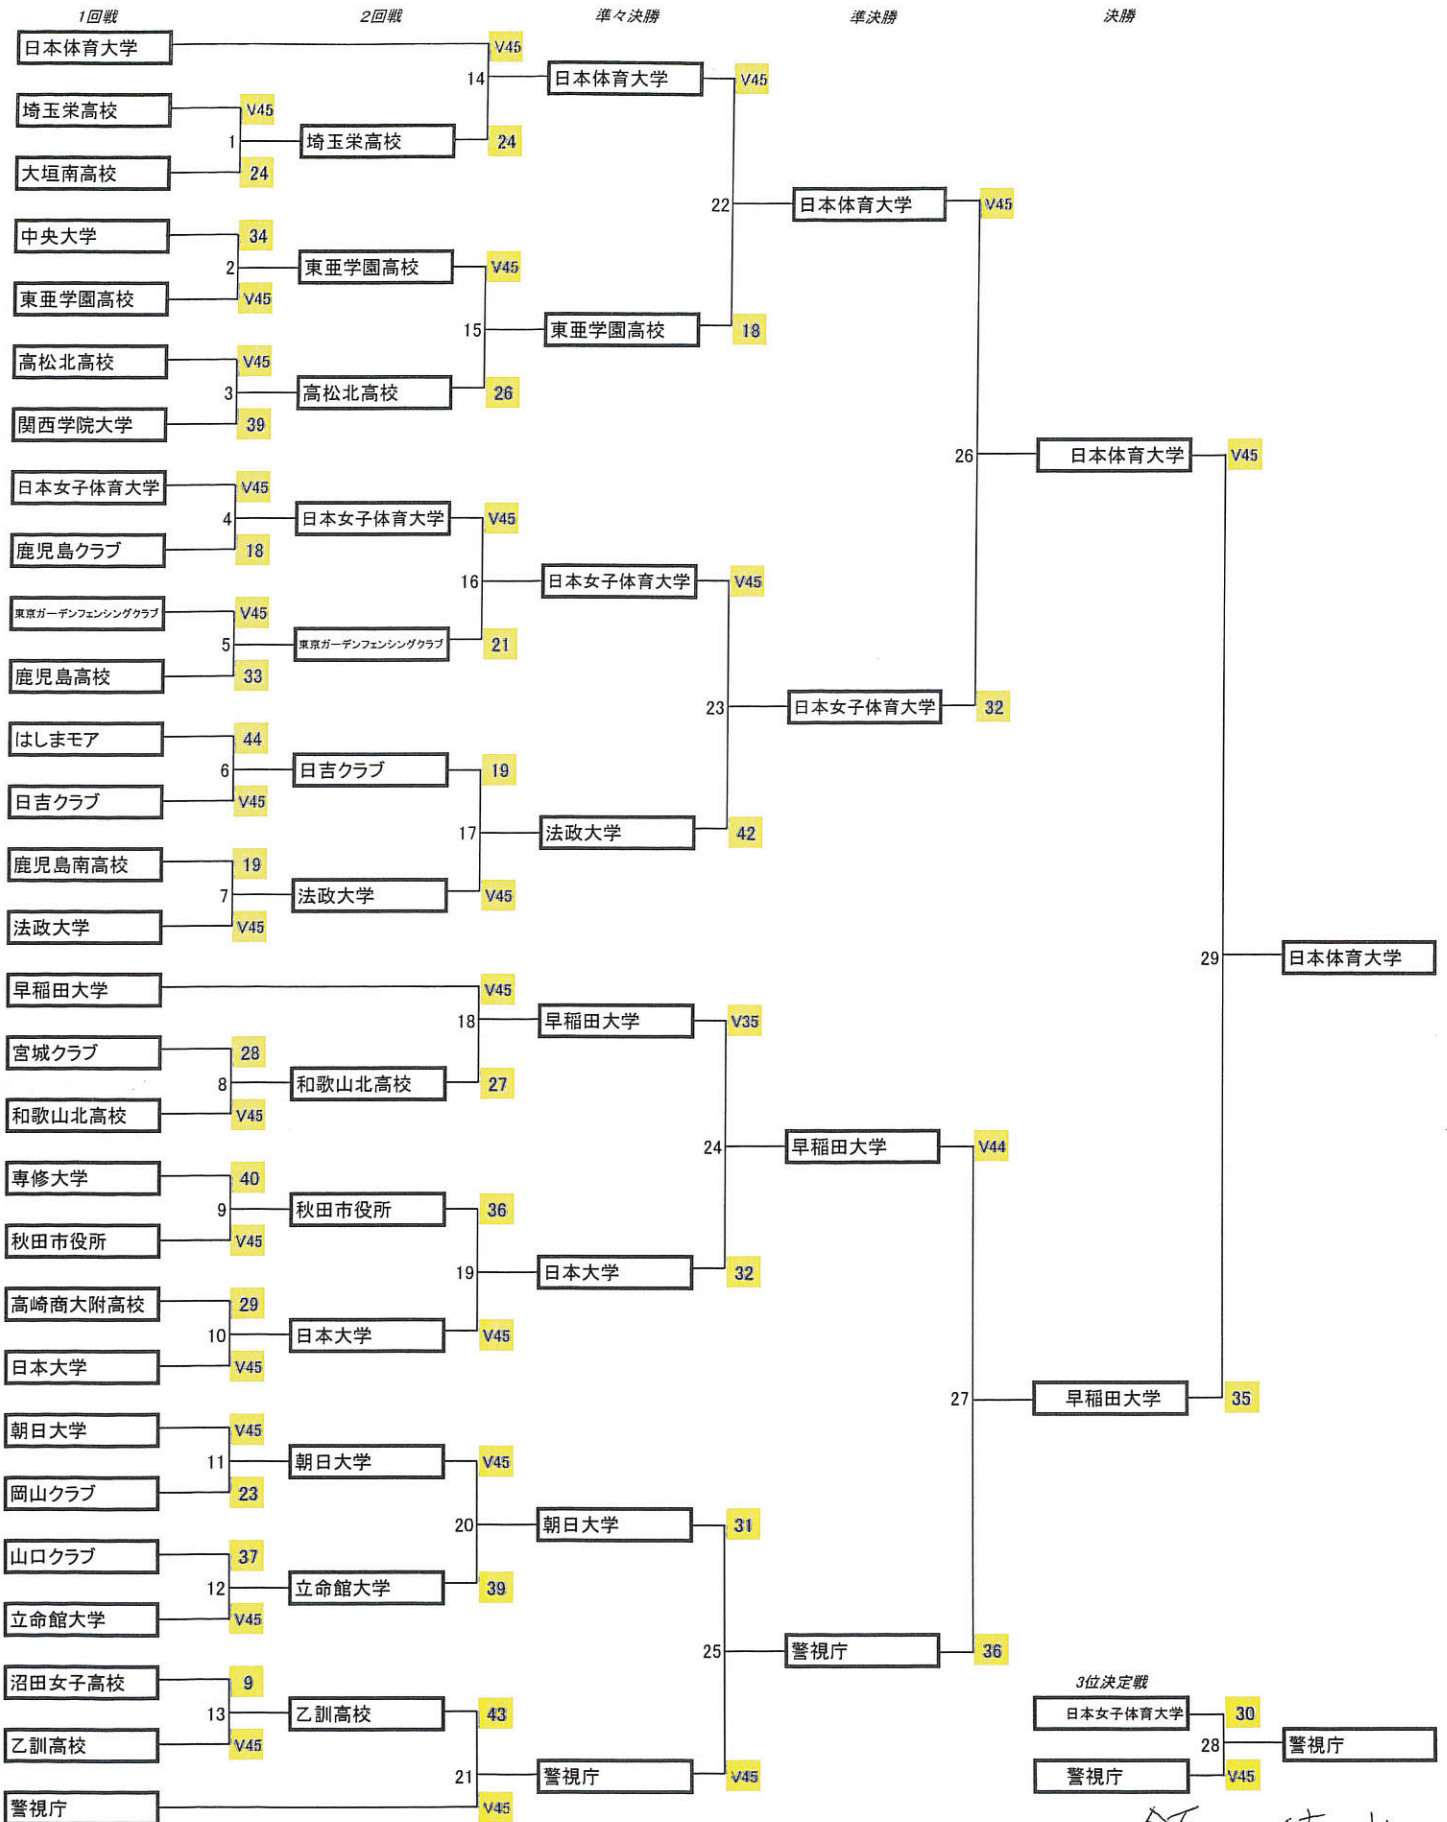 1回戦 2回戦 準々決勝 準決勝 決勝
日本体育大学 V45
14 日本体育大学 V45
埼玉栄高校 V45
1 埼玉栄高校 24
大垣南高校 24
22 日本体育大学 V45
中央大学 34
2 東亜学園高校 V45
東亜学園高校 V45
15 東亜学園高校 18
高松北高校 V45
3 高松北高校 26
関西学院大学 39
26 日本体育大学 V45
日本女子体育大学 V45
4 日本女子体育大学 V45
鹿児島クラブ 18
16 日本女子体育大学 V45
東京ガーデンフェンシングクラブ V45
5 東京ガーデンフェンシングクラブ 21
鹿児島高校 33
23 日本女子体育大学 32
はしまモア 44
6 日吉クラブ 19
日吉クラブ V45
17 法政大学 42
鹿児島南高校 19
7 法政大学 V45
法政大学 V45
29 日本体育大学
早稲田大学 V45
18 早稲田大学 V35
宮城クラブ 28
8 和歌山北高校 27
和歌山北高校 V45
24 早稲田大学 V44
専修大学 40
9 秋田市役所 36
秋田市役所 V45
19 日本大学 32
高崎商大附高校 29
10 日本大学 V45
日本大学 V45
27 早稲田大学 35
朝日大学 V45
11 朝日大学 V45
岡山クラブ 23
20 朝日大学 31
山口クラブ 37
12 立命館大学 39
立命館大学 V45
25 警視庁 36
沼田女子高校 9
13 乙訓高校 43
乙訓高校 V45
21 警視庁 V45
警視庁 V45
3位決定戦
日本女子体育大学 30
28 警視庁
警視庁 V45